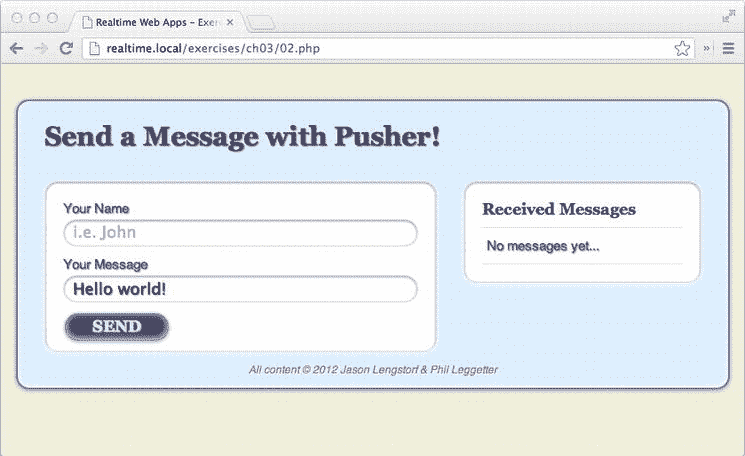 Realtime Web Apps – Exer
realtime.local/exercises/ch03/02.php
Send a Message with Pusher!
Your Name
i.e. John
Your Message
Hello world!
SEND
Received Messages
No messages yet...
All content © 2012 Jason Lengstorf & Phil Leggetter